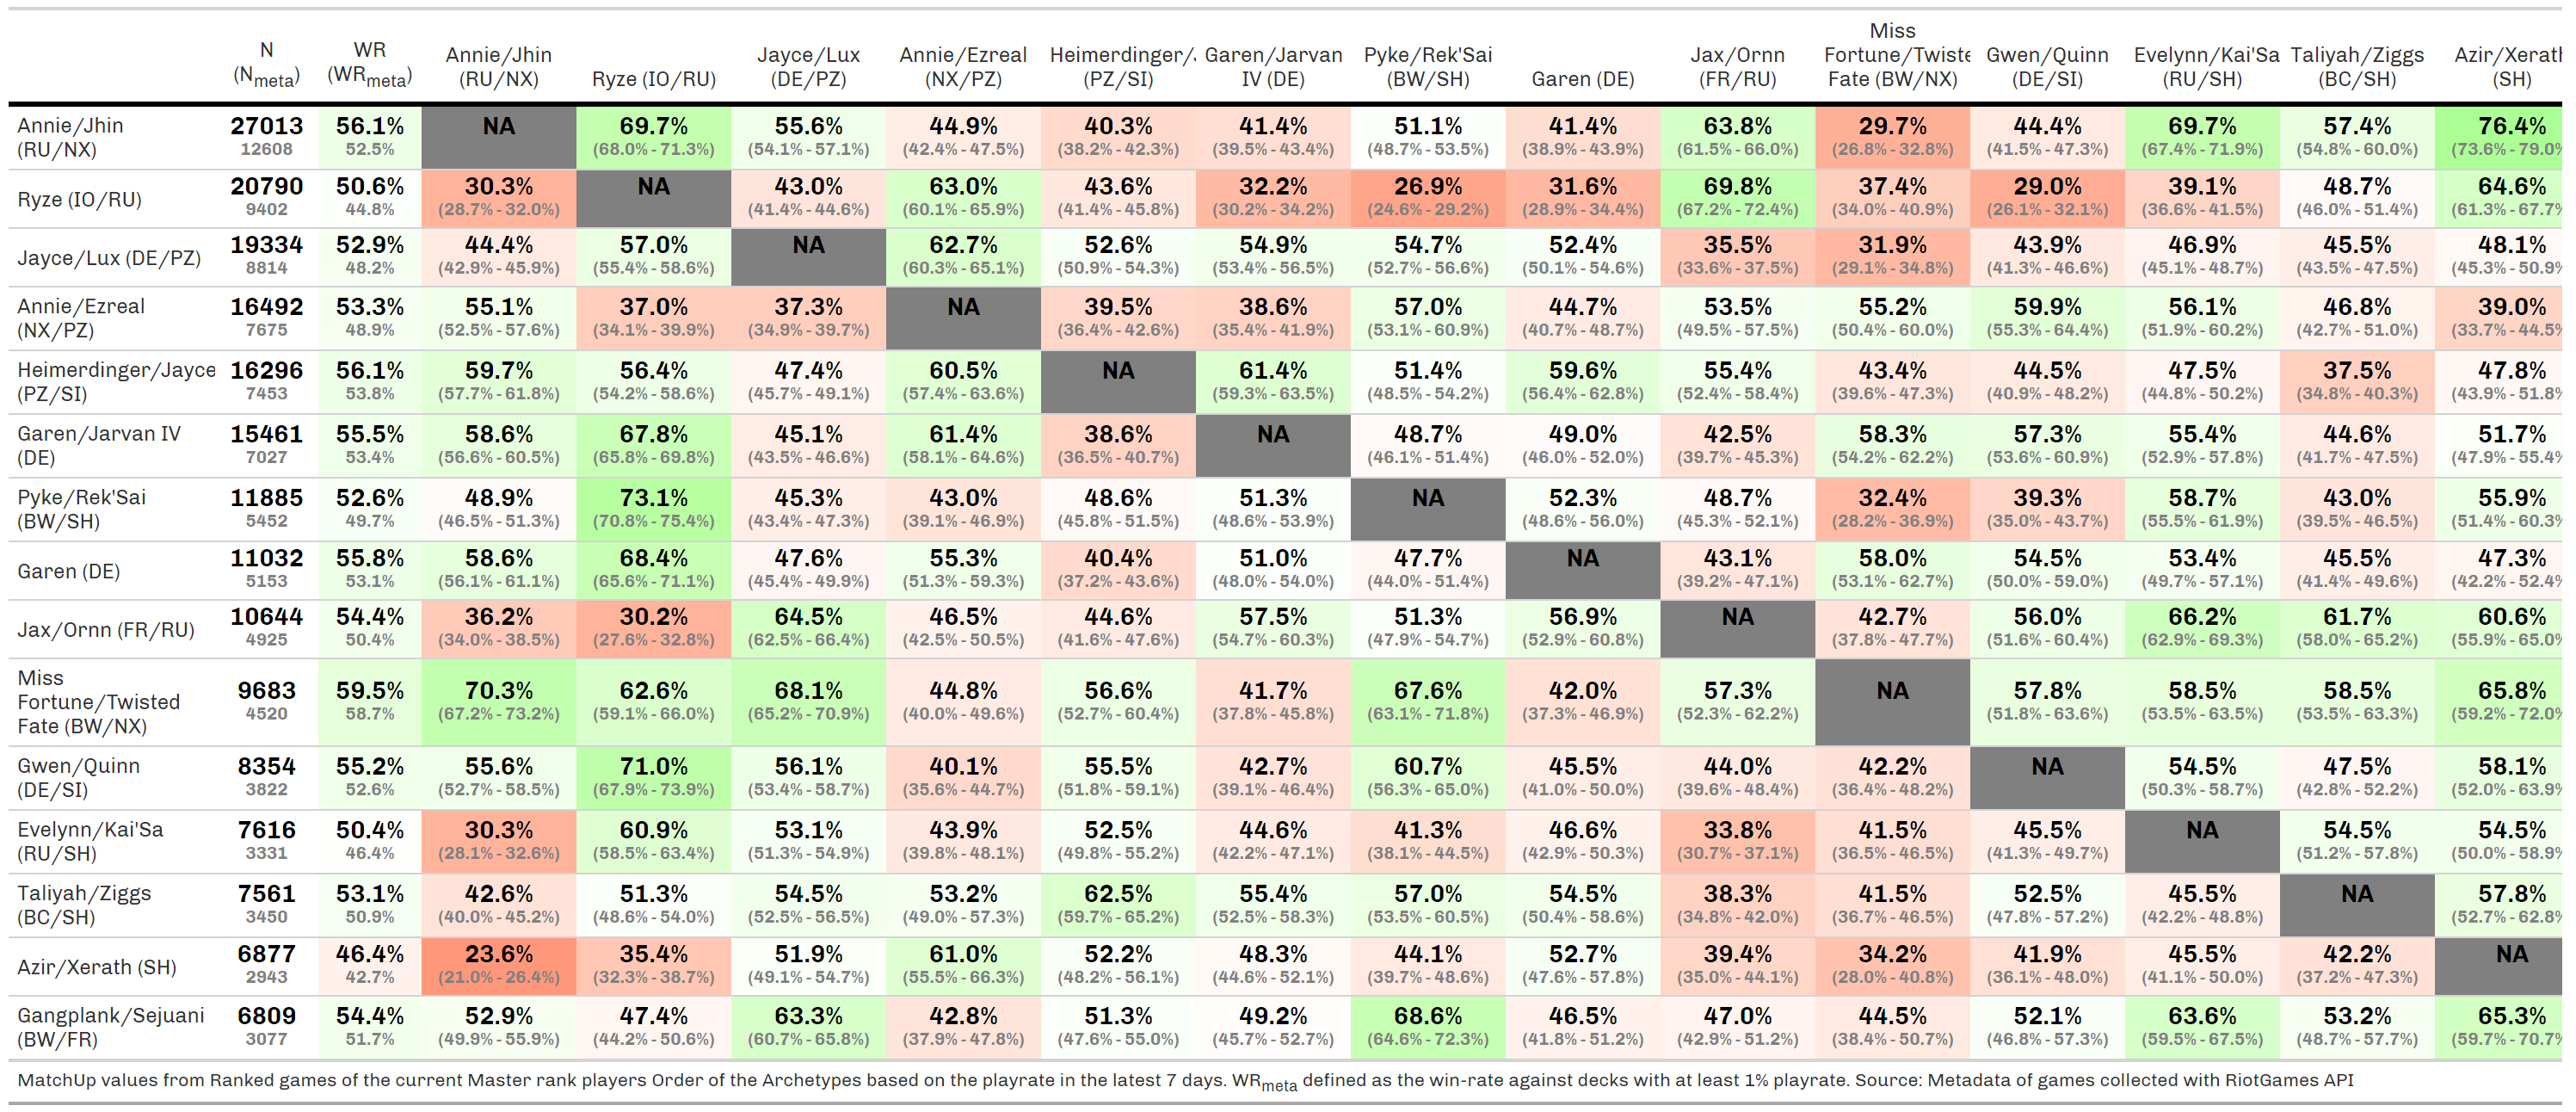 N WR Annie/Jhin Jayce/Lux Annie/Ezreal Heimerdinger/ Garen/Jarvan Pyke/Rek'Sai Jax/Ornn Miss Fortune/Twiste Gwen/Quinn Evelynn/Kai'Sa Taliyah/Ziggs Azir/Xerath
(Nmeta) (WRmeta) (RU/NX) Ryze (IO/RU) (DE/PZ) (NX/PZ) (PZ/SI) IV (DE) (BW/SH) Garen (DE) (FR/RU) Fate (BW/NX) (DE/SI) (RU/SH) (BC/SH) (SH)
Annie/Jhin 27013 56.1% NA 69.7% 55.6% 44.9% 40.3% 41.4% 51.1% 41.4% 63.8% 29.7% 44.4% 69.7% 57.4% 76.4%
(RU/NX) 12608 52.5% (68.0% - 71.3%) (54.1% - 57.1%) (42.4% - 47.5%) (38.2% - 42.3%) (39.5% - 43.4%) (48.7% - 53.5%) (38.9% - 43.9%) (61.5% - 66.0%) (26.8% - 32.8%) (41.5% - 47.3%) (67.4% - 71.9%) (54.8% - 60.0%) (73.6% - 79.0%
Ryze (IO/RU) 20790 50.6% 30.3% NA 43.0% 63.0% 43.6% 32.2% 26.9% 31.6% 69.8% 37.4% 29.0% 39.1% 48.7% 64.6%
9402 44.8% (28.7% - 32.0%) (41.4% - 44.6%) (60.1% - 65.9%) (41.4% - 45.8%) (30.2% - 34.2%) (24.6% - 29.2%) (28.9% - 34.4%) (67.2% - 72.4%) (34.0% - 40.9%) (26.1% - 32.1%) (36.6% - 41.5%) (46.0% - 51.4%) (61.3% - 67.7%
Jayce/Lux (DE/PZ) 19334 52.9% 44.4% 57.0% NA 62.7% 52.6% 54.9% 54.7% 52.4% 35.5% 31.9% 43.9% 46.9% 45.5% 48.1%
8814 48.2% (42.9% - 45.9%) (55.4% - 58.6%) (60.3% - 65.1%) (50.9% - 54.3%) (53.4% - 56.5%) (52.7% - 56.6%) (50.1% - 54.6%) (33.6% - 37.5%) (29.1% - 34.8%) (41.3% - 46.6%) (45.1% - 48.7%) (43.5% - 47.5%) (45.3% - 50.9%
Annie/Ezreal 16492 53.3% 55.1% 37.0% 37.3% NA 39.5% 38.6% 57.0% 44.7% 53.5% 55.2% 59.9% 56.1% 46.8% 39.0%
(NX/PZ) 7675 48.9% (52.5% - 57.6%) (34.1% - 39.9%) (34.9% - 39.7%) (36.4% - 42.6%) (35.4% - 41.9%) (53.1% - 60.9%) (40.7% - 48.7%) (49.5% - 57.5%) (50.4% - 60.0%) (55.3% - 64.4%) (51.9% - 60.2%) (42.7% - 51.0%) (33.7% - 44.5%
Heimerdinger/Jayce 16296 56.1% 59.7% 56.4% 47.4% 60.5% NA 61.4% 51.4% 59.6% 55.4% 43.4% 44.5% 47.5% 37.5% 47.8%
(PZ/SI) 7453 53.8% (57.7% - 61.8%) (54.2% - 58.6%) (45.7% - 49.1%) (57.4% - 63.6%) (59.3% - 63.5%) (48.5% - 54.2%) (56.4% - 62.8%) (52.4% - 58.4%) (39.6% - 47.3%) (40.9% - 48.2%) (44.8% - 50.2%) (34.8% - 40.3%) (43.9% - 51.8%
Garen/Jarvan IV 15461 55.5% 58.6% 67.8% 45.1% 61.4% 38.6% NA 48.7% 49.0% 42.5% 58.3% 57.3% 55.4% 44.6% 51.7%
(DE) 7027 53.4% (56.6% - 60.5%) (65.8% - 69.8%) (43.5% - 46.6%) (58.1% - 64.6%) (36.5% - 40.7%) (46.1% - 51.4%) (46.0% - 52.0%) (39.7% - 45.3%) (54.2% - 62.2%) (53.6% - 60.9%) (52.9% - 57.8%) (41.7% - 47.5%) (47.9% - 55.4%
Pyke/Rek'Sai 11885 52.6% 48.9% 73.1% 45.3% 43.0% 48.6% 51.3% NA 52.3% 48.7% 32.4% 39.3% 58.7% 43.0% 55.9%
(BW/SH) 5452 49.7% (46.5% - 51.3%) (70.8% - 75.4%) (43.4% - 47.3%) (39.1% - 46.9%) (45.8% - 51.5%) (48.6% - 53.9%) (48.6% - 56.0%) (45.3% - 52.1%) (28.2% - 36.9%) (35.0% - 43.7%) (55.5% - 61.9%) (39.5% - 46.5%) (51.4% - 60.3%
Garen (DE) 11032 55.8% 58.6% 68.4% 47.6% 55.3% 40.4% 51.0% 47.7% NA 43.1% 58.0% 54.5% 53.4% 45.5% 47.3%
5153 53.1% (56.1% - 61.1%) (65.6% - 71.1%) (45.4% - 49.9%) (51.3% - 59.3%) (37.2% - 43.6%) (48.0% - 54.0%) (44.0% - 51.4%) (39.2% - 47.1%) (53.1% - 62.7%) (50.0% - 59.0%) (49.7% - 57.1%) (41.4% - 49.6%) (42.2% - 52.4%
Jax/Ornn (FR/RU) 10644 54.4% 36.2% 30.2% 64.5% 46.5% 44.6% 57.5% 51.3% 56.9% NA 42.7% 56.0% 66.2% 61.7% 60.6%
4925 50.4% (34.0% - 38.5%) (27.6% - 32.8%) (62.5% - 66.4%) (42.5% - 50.5%) (41.6% - 47.6%) (54.7% - 60.3%) (47.9% - 54.7%) (52.9% - 60.8%) (37.8% - 47.7%) (51.6% - 60.4%) (62.9% - 69.3%) (58.0% - 65.2%) (55.9% - 65.0%
Miss
Fortune/Twisted 9683 59.5% 70.3% 62.6% 68.1% 44.8% 56.6% 41.7% 67.6% 42.0% 57.3% NA 57.8% 58.5% 58.5% 65.8%
Fate (BW/NX) 4520 58.7% (67.2% - 73.2%) (59.1% - 66.0%) (65.2% - 70.9%) (40.0% - 49.6%) (52.7% - 60.4%) (37.8% - 45.8%) (63.1% - 71.8%) (37.3% - 46.9%) (52.3% - 62.2%) (51.8% - 63.6%) (53.5% - 63.5%) (53.5% - 63.3%) (59.2% - 72.0%
Gwen/Quinn 8354 55.2% 55.6% 71.0% 56.1% 40.1% 55.5% 42.7% 60.7% 45.5% 44.0% 42.2% NA 54.5% 47.5% 58.1%
(DE/SI) 3822 52.6% (52.7% - 58.5%) (67.9% - 73.9%) (53.4% - 58.7%) (35.6% - 44.7%) (51.8% - 59.1%) (39.1% - 46.4%) (56.3% - 65.0%) (41.0% - 50.0%) (39.6% - 48.4%) (36.4% - 48.2%) (50.3% - 58.7%) (42.8% - 52.2%) (52.0% - 63.9%
Evelynn/Kai'Sa 7616 50.4% 30.3% 60.9% 53.1% 43.9% 52.5% 44.6% 41.3% 46.6% 33.8% 41.5% 45.5% NA 54.5% 54.5%
(RU/SH) 3331 46.4% (28.1% - 32.6%) (58.5% - 63.4%) (51.3% - 54.9%) (39.8% - 48.1%) (49.8% - 55.2%) (42.2% - 47.1%) (38.1% - 44.5%) (42.9% - 50.3%) (30.7% - 37.1%) (36.5% - 46.5%) (41.3% - 49.7%) (51.2% - 57.8%) (50.0% - 58.9%
Taliyah/Ziggs 7561 53.1% 42.6% 51.3% 54.5% 53.2% 62.5% 55.4% 57.0% 54.5% 38.3% 41.5% 52.5% 45.5% NA 57.8%
(BC/SH) 3450 50.9% (40.0% - 45.2%) (48.6% - 54.0%) (52.5% - 56.5%) (49.0% - 57.3%) (59.7% - 65.2%) (52.5% - 58.3%) (53.5% - 60.5%) (50.4% - 58.6%) (34.8% - 42.0%) (36.7% - 46.5%) (47.8% - 57.2%) (42.2% - 48.8%) (52.7% - 62.8%
Azir/Xerath (SH) 6877 46.4% 23.6% 35.4% 51.9% 61.0% 52.2% 48.3% 44.1% 52.7% 39.4% 34.2% 41.9% 45.5% 42.2% NA
2943 42.7% (21.0% - 26.4%) (32.3% - 38.7%) (49.1% - 54.7%) (55.5% - 66.3%) (48.2% - 56.1%) (44.6% - 52.1%) (39.7% - 48.6%) (47.6% - 57.8%) (35.0% - 44.1%) (28.0% - 40.8%) (36.1% - 48.0%) (41.1% - 50.0%) (37.2% - 47.3%)
Gangplank/Sejuani 6809 54.4% 52.9% 47.4% 63.3% 42.8% 51.3% 49.2% 68.6% 46.5% 47.0% 44.5% 52.1% 63.6% 53.2% 65.3%
(BW/FR) 3077 51.7% (49.9% - 55.9%) (44.2% - 50.6%) (60.7% - 65.8%) (37.9% - 47.8%) (47.6% - 55.0%) (45.7% - 52.7%) (64.6% - 72.3%) (41.8% - 51.2%) (42.9% - 51.2%) (38.4% - 50.7%) (46.8% - 57.3%) (59.5% - 67.5%) (48.7% - 57.7%) (59.7% - 70.7%
MatchUp values from Ranked games of the current Master rank players Order of the Archetypes based on the playrate in the latest 7 days. WRmeta defined as the win-rate against decks with at least 1% playrate. Source: Metadata of games collected with RiotGames API